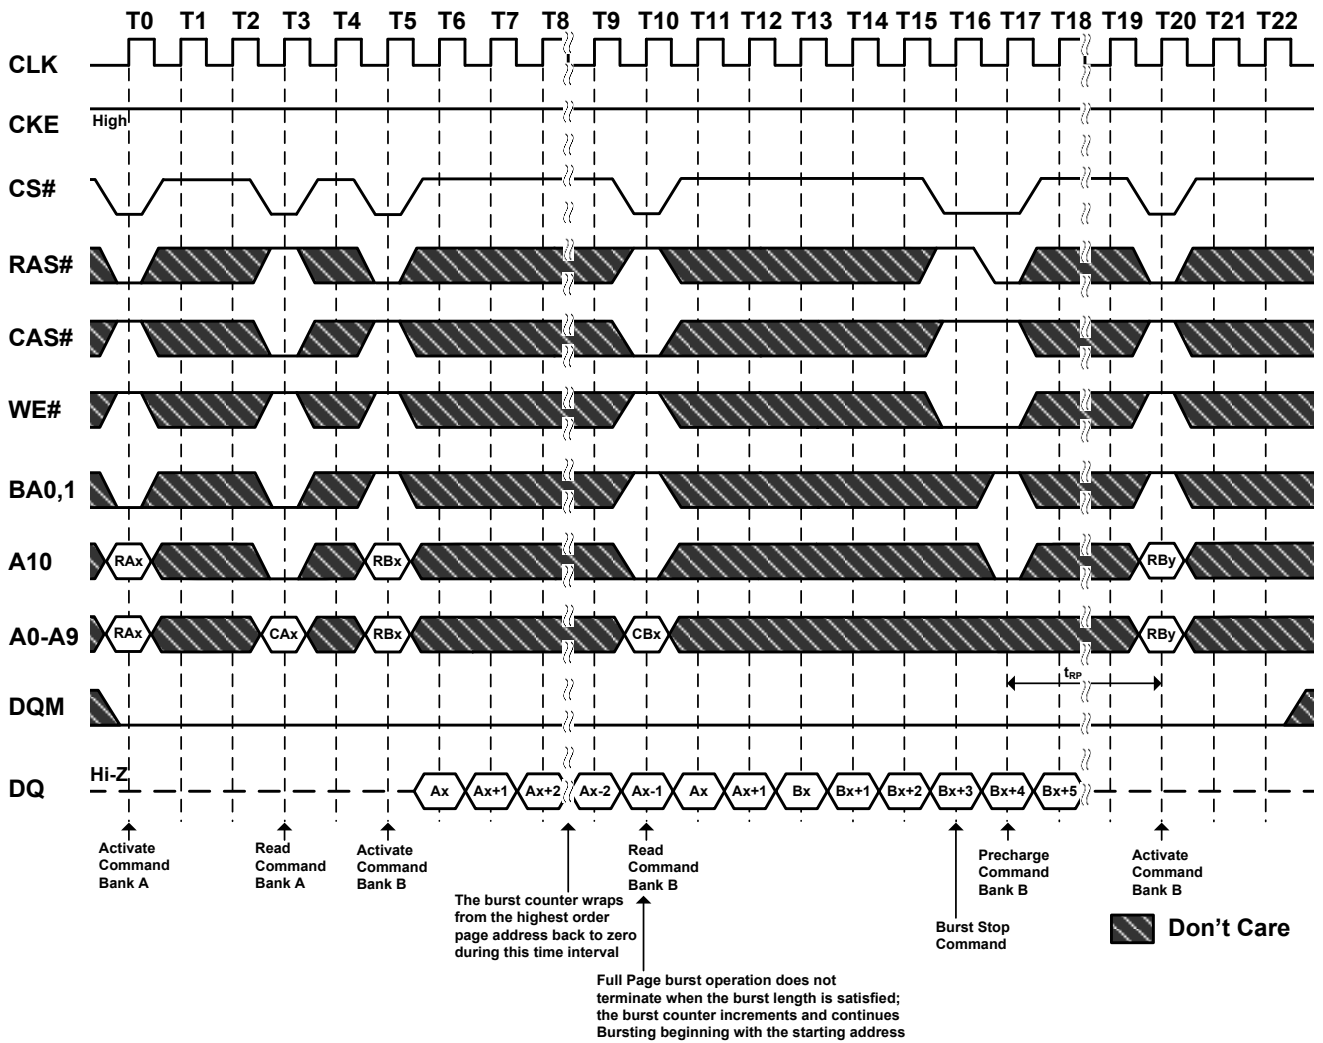 T0 T1 T2 T3 T4 T5 T6 T7 T8 T9 T10 T11 T12 T13 T14 T15 T16 T17 T18 T19 T20 T21 T22
CLK
CKE High
CS#
RAS#
CAS#
WE#
BA0,1
A10 RAx RBx RBy
A0-A9 RAx CAx RBx CBx RBy
tRP
DQM
Hi-Z
DQ Ax Ax+1 Ax+2 Ax-2 Ax-1 Ax Ax+1 Bx Bx+1 Bx+2 Bx+3 Bx+4 Bx+5
Activate
Command
Bank A
Read
Command
Bank A
Activate
Command
Bank B
The burst counter wraps
from the highest order
page address back to zero
during this time interval
Read
Command
Bank B
Full Page burst operation does not
terminate when the burst length is satisfied;
the burst counter increments and continues
Bursting beginning with the starting address
Burst Stop
Command
Precharge
Command
Bank B
Activate
Command
Bank B
Don't Care